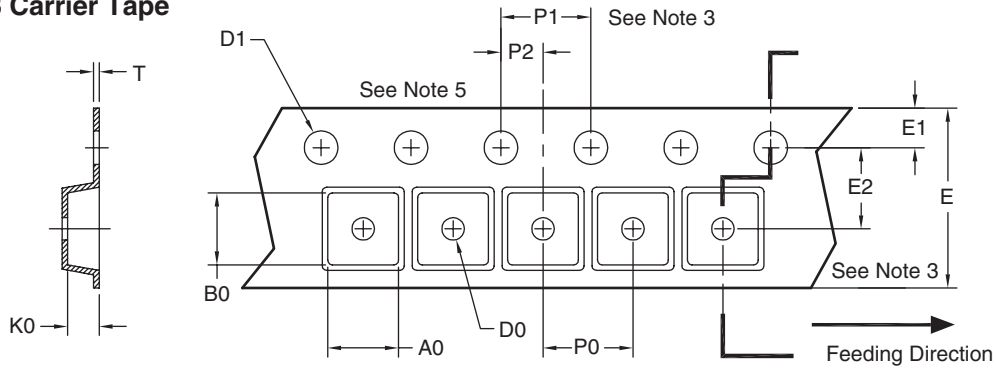 Carrier Tape
P1
See Note 3
D1
P2
T
See Note 5
E1
E2
E
B0
See Note 3
K0
A0
D0
P0
Feeding Direction